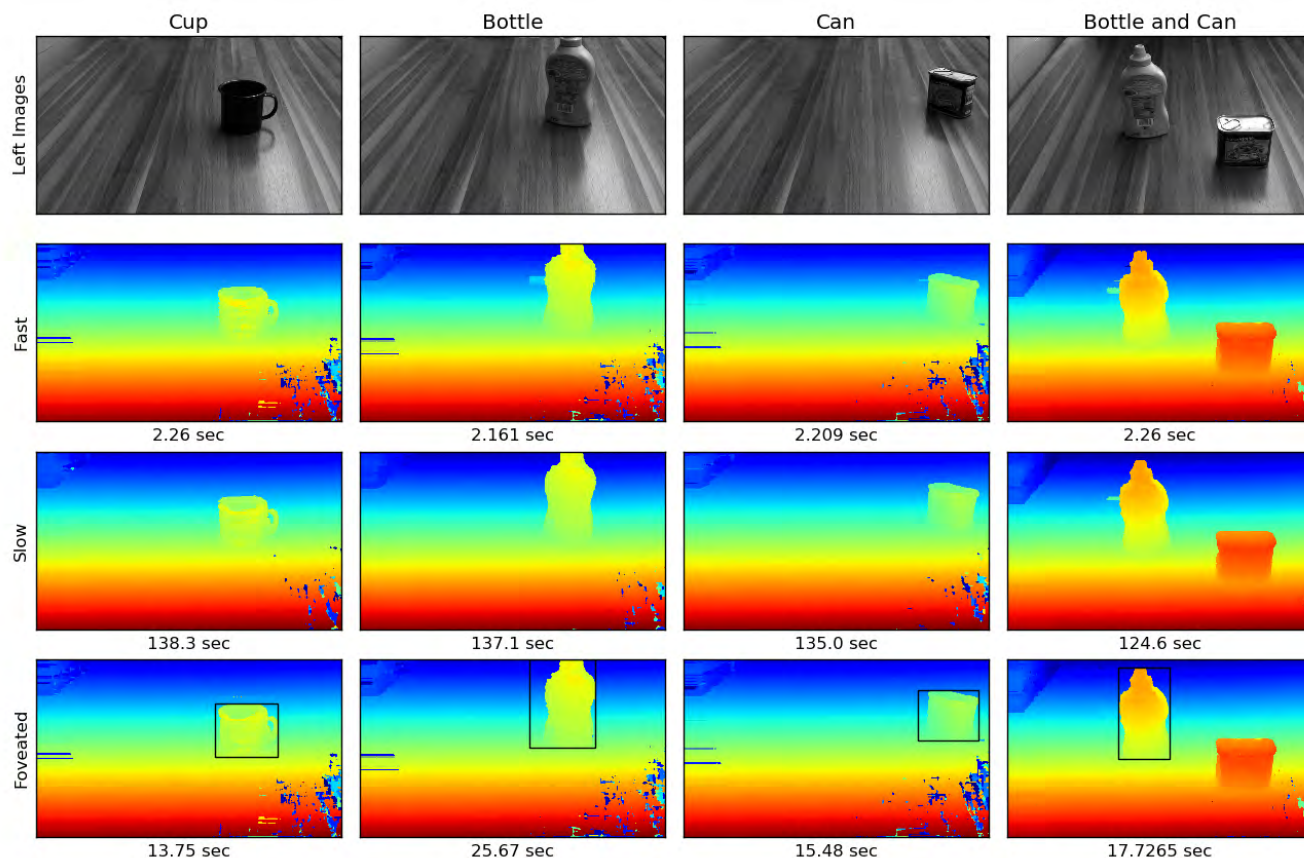 Cup
Bottle
Can
Bottle and Can
Left Images
Fast
2.26 sec
2.161 sec
2.209 sec
2.26 sec
Slow
138.3 sec
137.1 sec
135.0 sec
124.6 sec
Foveated
13.75 sec
25.67 sec
15.48 sec
17.7265 sec